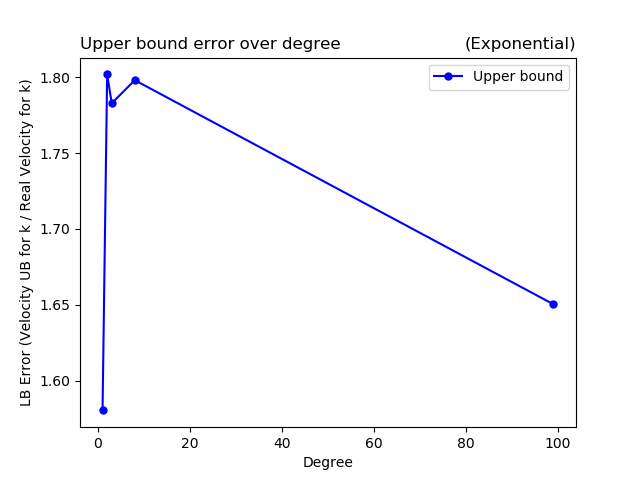 Upper bound error over degree (Exponential)
Upper bound
1.80
1.75
1.70
1.65
1.60
LB Error (Velocity UB for k / Real Velocity for k)
0 20 40 60 80 100
Degree